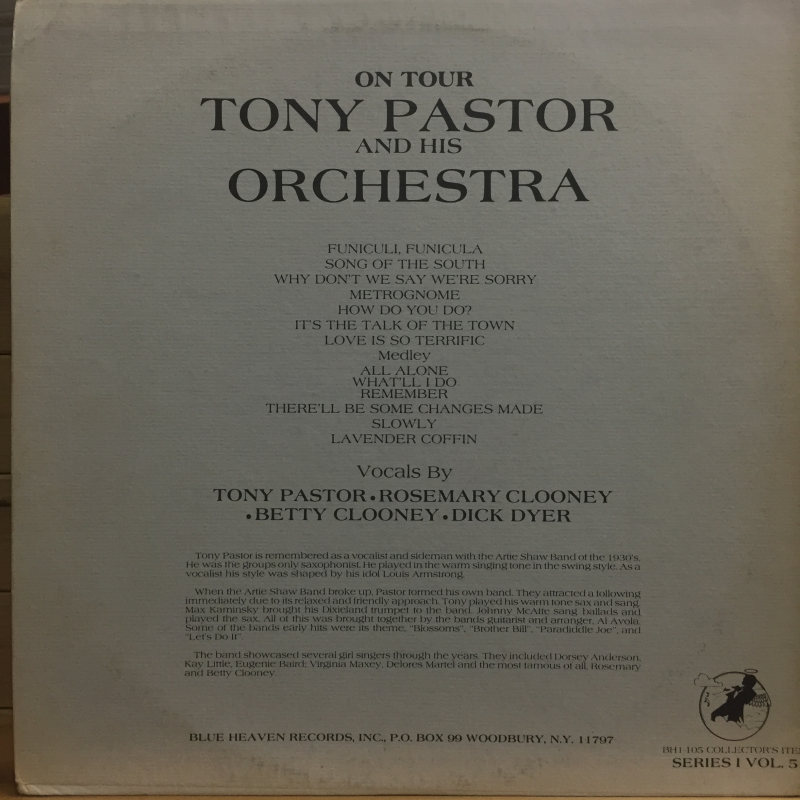 ON TOUR
TONY PASTOR
AND HIS
ORCHESTRA
FUNICULI, FUNICULA
SONG OF THE SOUTH
WHY DON'T WE SAY WE'RE SORRY
METROGNOME
HOW DO YOU DO?
IT'S THE TALK OF THE TOWN
LOVE IS SO TERRIFIC
Medley
ALL ALONE
WHAT'LL I DO
REMEMBER
THERE'LL BE SOME CHANGES MADE
SLOWLY
LAVENDER COFFIN
Vocals By
TONY PASTOR • ROSEMARY CLOONEY
• BETTY CLOONEY • DICK DYER
Tony Pastor is remembered as a vocalist and sideman with the Artie Shaw Band of the 1930's.
He was the groups only saxophonist. He played in the warm singing tone in the swing style. As a
vocalist his style was shaped by his idol Louis Armstrong.
When the Artie Shaw Band broke up, Pastor formed his own band. They attracted a following
immediately due to its relaxed and friendly approach. Tony played his warm tone sax and sang.
Max Kaminsky brought his Dixieland trumpet to the band. Johnny McAfee sang ballads and
played the sax. All of this was brought together by the bands guitarist and arranger, Al Avola.
Some of the bands early hits were its theme, "Blossoms", "Brother Bill", "Paradiddle Joe", and
"Let's Do It".
The band showcased several girl singers through the years. They included Dorsey Anderson,
Kay Little, Eugenie Baird; Virginia Maxey, Delores Martel and the most famous of all, Rosemary
and Betty Clooney.
BLUE HEAVEN RECORDS, INC., P.O. BOX 99 WOODBURY, N.Y. 11797
BH1-105 COLLECTOR'S ITE
SERIES I VOL. 5